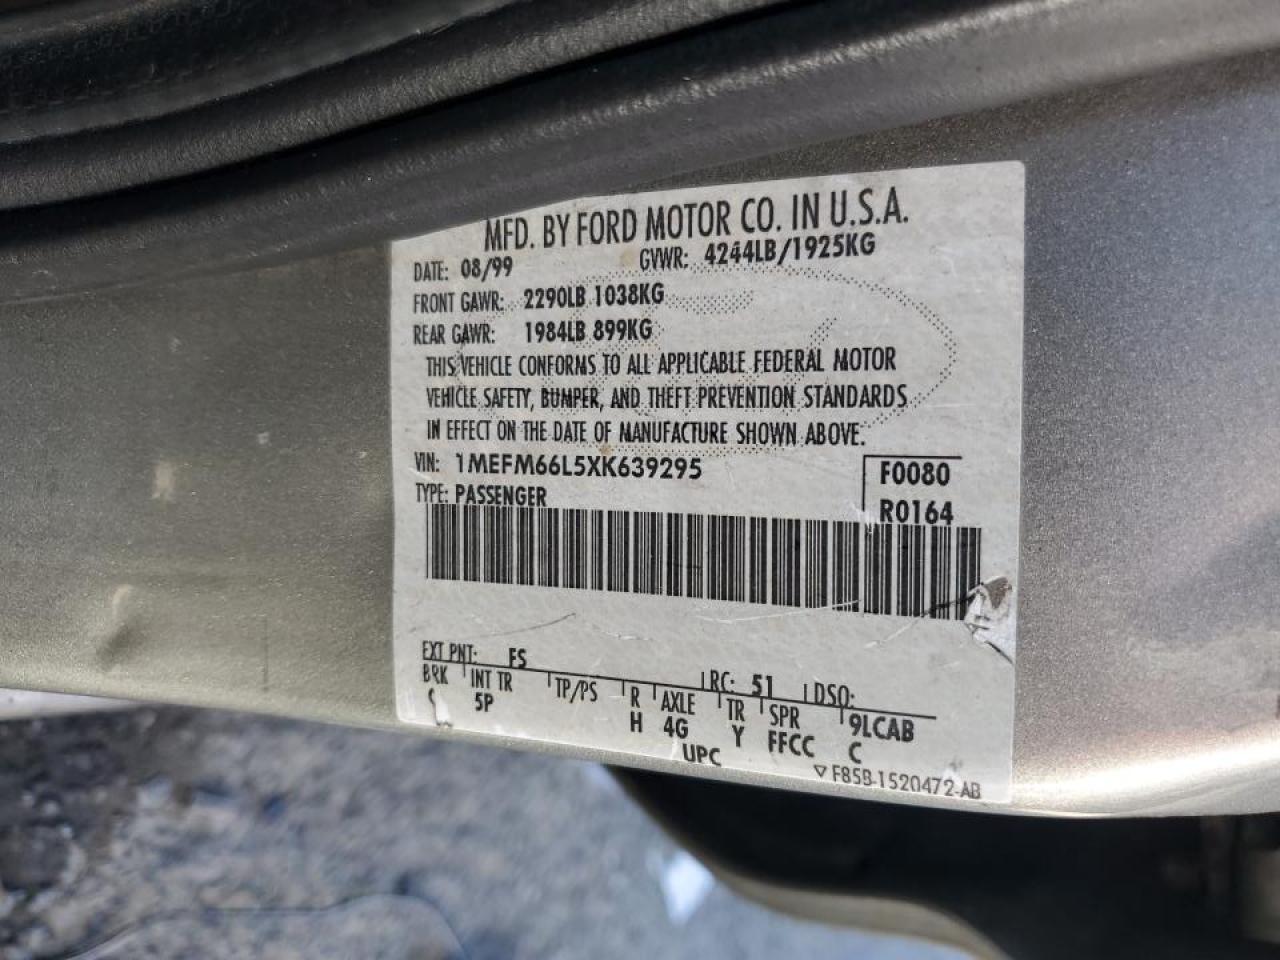 MFD. BY FORD MOTOR CO. IN U.S.A.
DATE: 08/99 GVWR: 4244LB/1925KG
FRONT GAWR: 2290LB 1038KG
REAR GAWR: 1984LB 899KG
THIS VEHICLE CONFORMS TO ALL APPLICABLE FEDERAL MOTOR
VEHICLE SAFETY, BUMPER, AND THEFT PREVENTION STANDARDS
IN EFFECT ON THE DATE OF MANUFACTURE SHOWN ABOVE.
VIN: 1MEFM66L5XK639295 F0080
TYPE: PASSENGER R0164
EXT PNT: FS RC: 51 DSO:
BRK INT TR TP/PS R AXLE TR SPR 9LCAB
5P H 4G Y FFCC C
UPC
F85B-1520472-AB